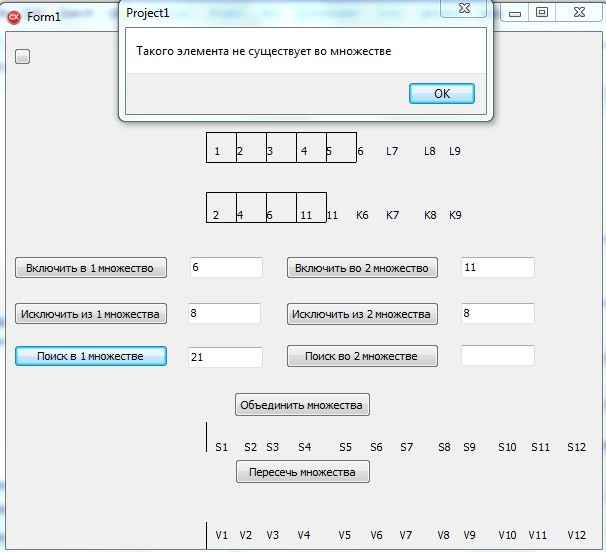 Form1
Project1
Такого элемента не существует во множестве
OK
1 2 3 4 5 6 L7 L8 L9
2 4 6 11 11 K6 K7 K8 K9
Включить в 1 множество 6 Включить во 2 множество 11
Исключить из 1 множества 8 Исключить из 2 множества 8
Поиск в 1 множестве 21 Поиск во 2 множестве
Объединить множества
S1 S2 S3 S4 S5 S6 S7 S8 S9 S10 S11 S12
Пересечь множества
V1 V2 V3 V4 V5 V6 V7 V8 V9 V10 V11 V12